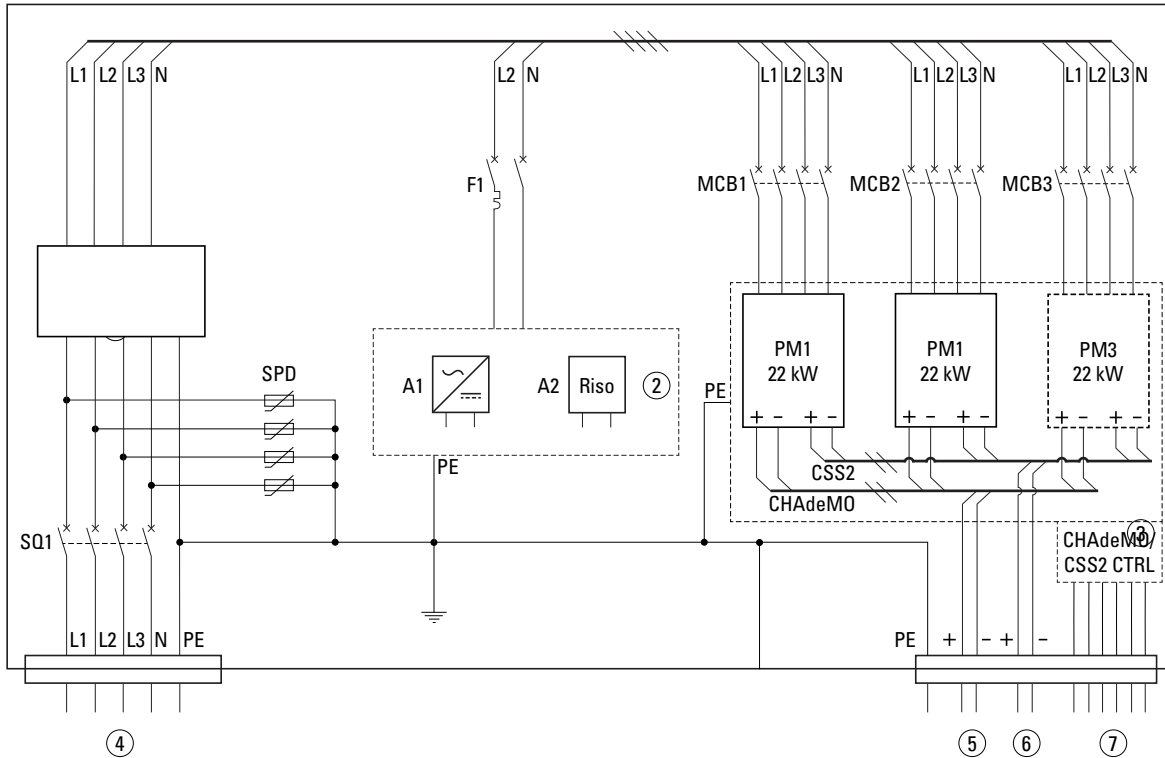 L1 L2 L3 N
L2 N
L1 L2 L3 N
L1 L2 L3 N
L1 L2 L3 N
F1
MCB1
MCB2
MCB3
PM1
22 kW
+ − + −
PM1
22 kW
+ − + −
PM3
22 kW
+ − + −
SPD
A1
A2
Riso
2
PE
PE
CSS2
CHAdeMO
SQ1
3
CHAdeMO/
CSS2 CTRL
L1 L2 L3 N PE
PE + − + −
4
5
6
7